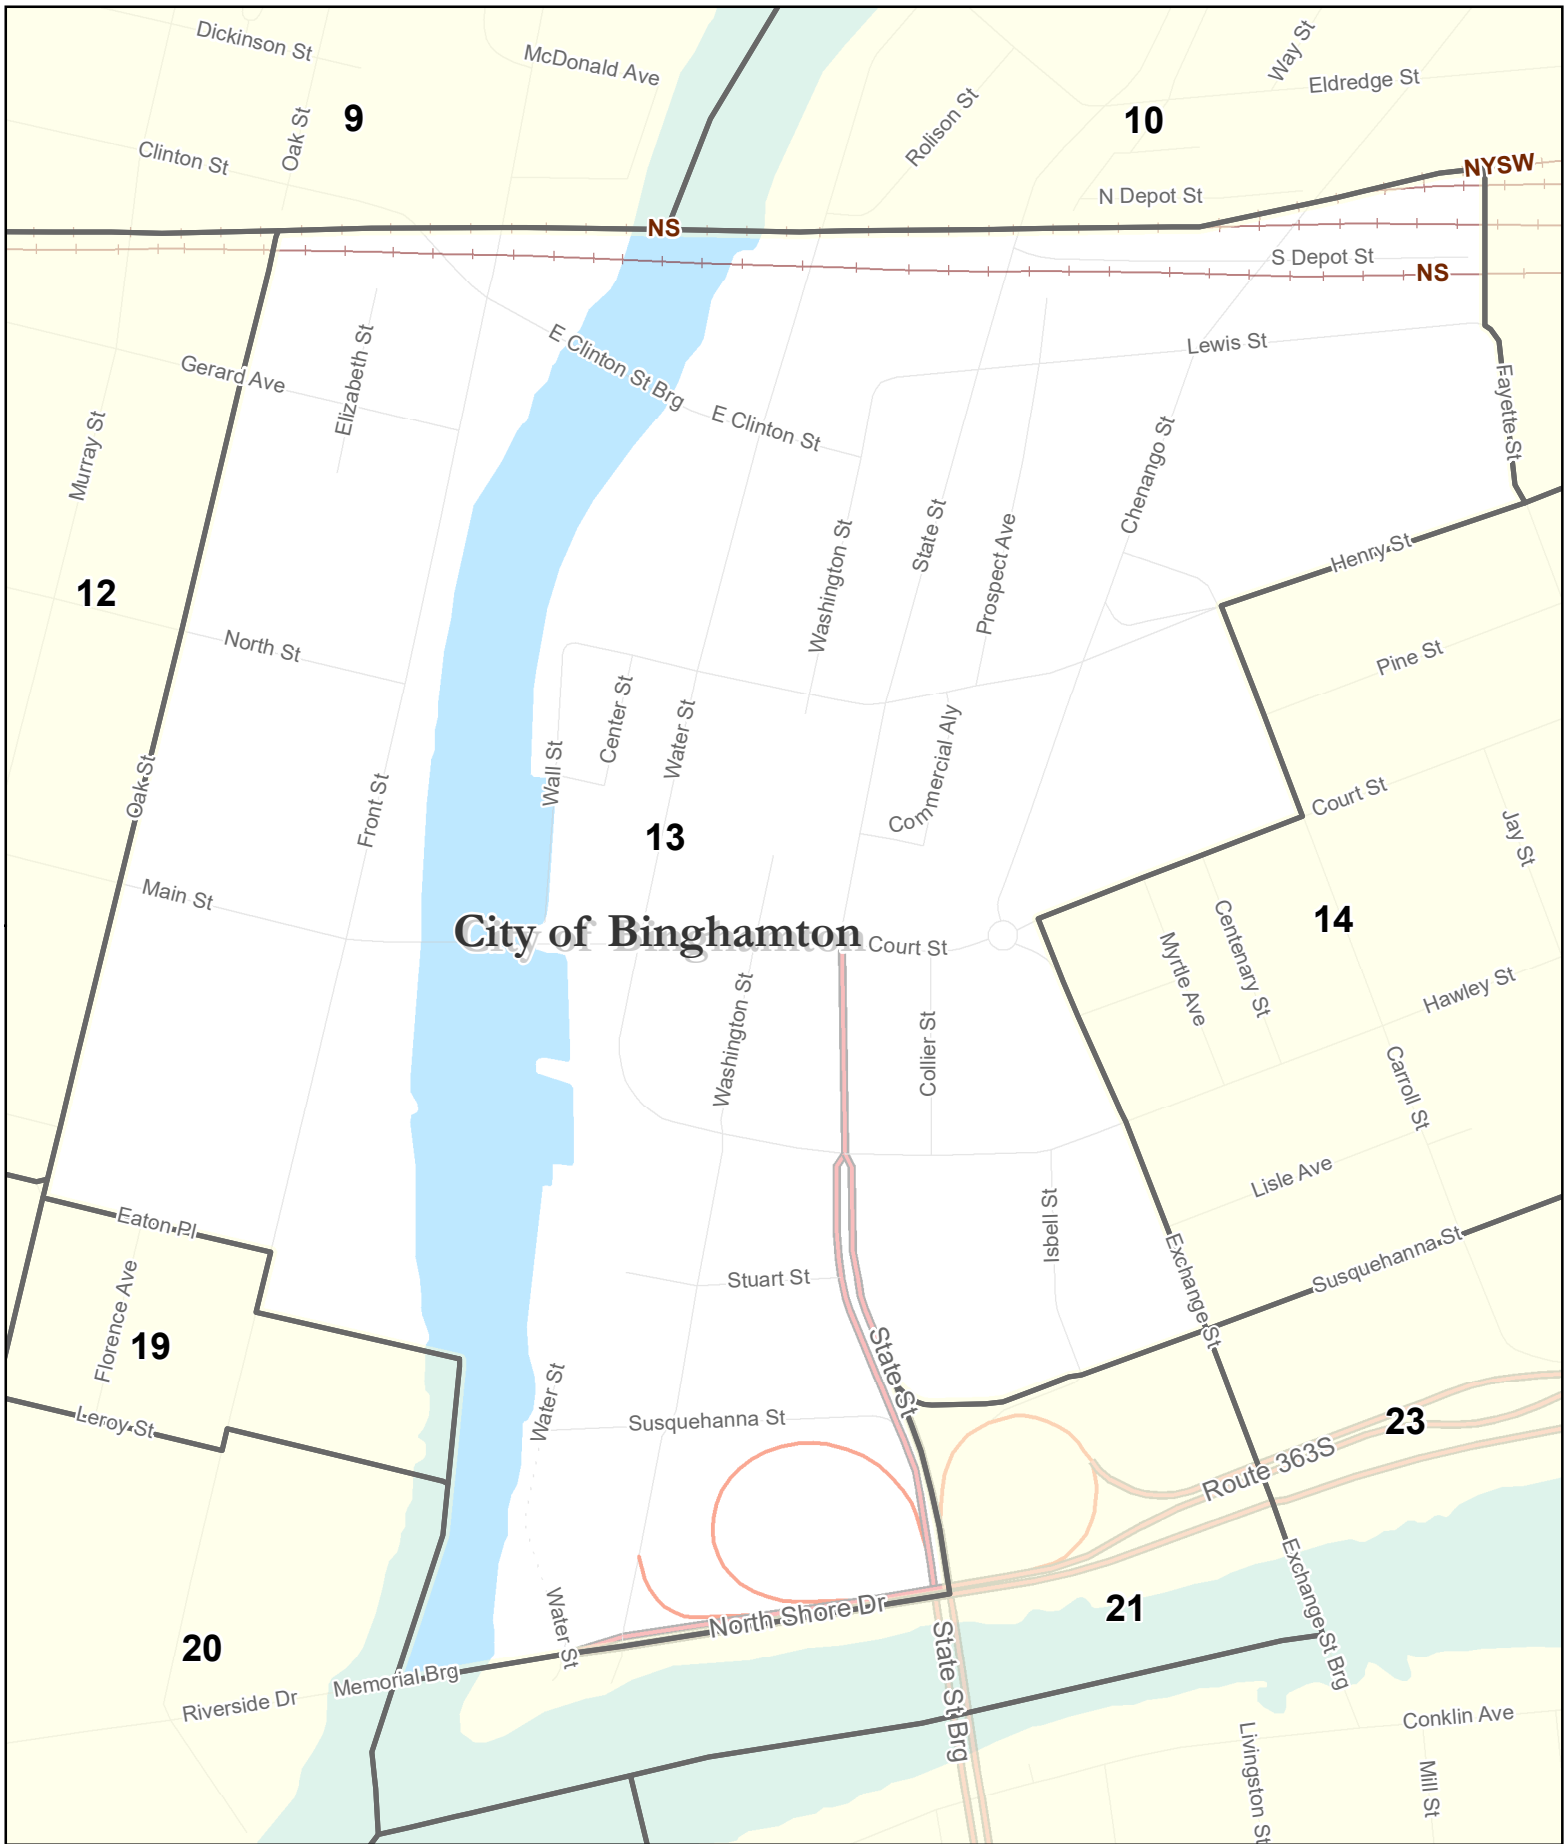 Dickinson St
McDonald Ave
Way St
Eldredge St
9
Oak St
Rolison St
10
Clinton St
NYSW
N Depot St
NS
S Depot St
NS
E Clinton St Brg
Lewis St
Elizabeth St
Gerard Ave
Fayette St
E Clinton St
Murray St
Chenango St
State St
Washington St
Prospect Ave
Henry St
12
North St
Pine St
Center St
Water St
Commercial Aly
Wall St
Oak St
Front St
Court St
13
Jay St
Main St
City of Binghamton
Court St
14
Centenary St
Myrtle Ave
Hawley St
Washington St
Collier St
Carroll St
Lisle Ave
Isbell St
Eaton Pl
Exchange St
Susquehanna St
Stuart St
Florence Ave
19
State St
Water St
Leroy St
Susquehanna St
23
Route 363S
Exchange St Brg
Water St
North Shore Dr
21
20
State St Brg
Memorial Brg
Riverside Dr
Conklin Ave
Livingston St
Mill St